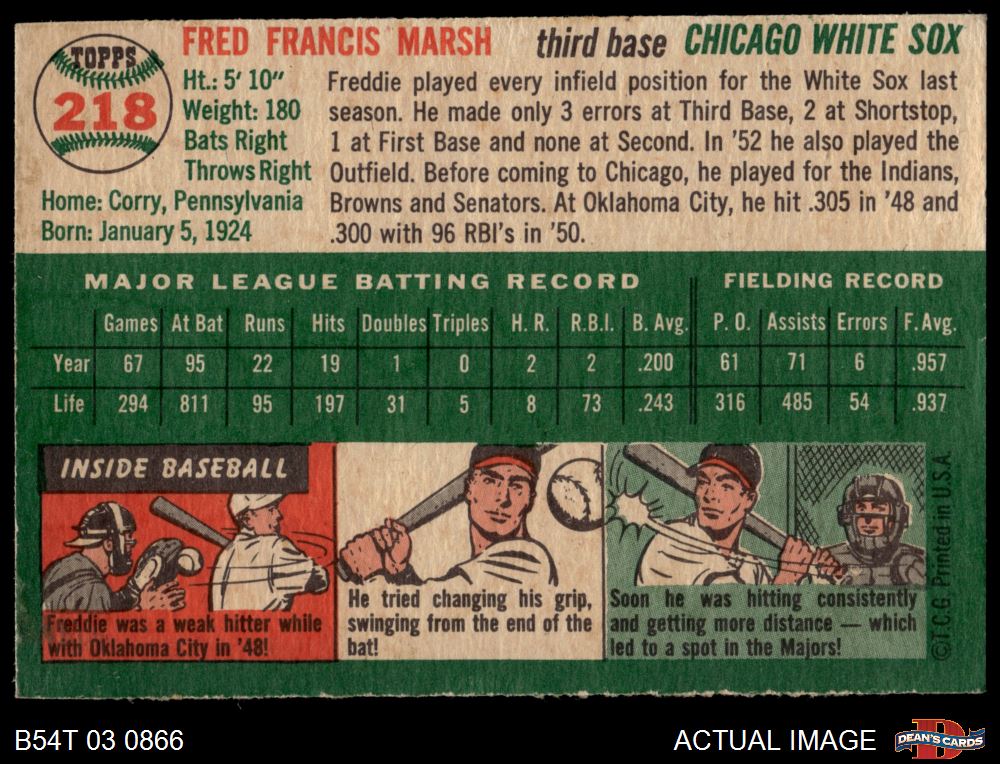 TOPPS
218
FRED FRANCIS MARSH third base CHICAGO WHITE SOX
Ht.: 5' 10"
Weight: 180
Bats Right
Throws Right
Home: Corry, Pennsylvania
Born: January 5, 1924
Freddie played every infield position for the White Sox last
season. He made only 3 errors at Third Base, 2 at Shortstop,
1 at First Base and none at Second. In '52 he also played the
Outfield. Before coming to Chicago, he played for the Indians,
Browns and Senators. At Oklahoma City, he hit .305 in '48 and
.300 with 96 RBI's in '50.
MAJOR LEAGUE BATTING RECORD FIELDING RECORD
Games At Bat Runs Hits Doubles Triples H. R. R.B.I. B. Avg. P. O. Assists Errors F. Avg.
Year 67 95 22 19 1 0 2 2 .200 61 71 6 .957
Life 294 811 95 197 31 5 8 73 .243 316 485 54 .937
INSIDE BASEBALL
Freddie was a weak hitter while
with Oklahoma City in '48!
He tried changing his grip,
swinging from the end of the
bat!
Soon he was hitting consistently
and getting more distance — which
led to a spot in the Majors!
©T.C.G. Printed in U.S.A.
B54T 03 0866
ACTUAL IMAGE
DEAN'S CARDS